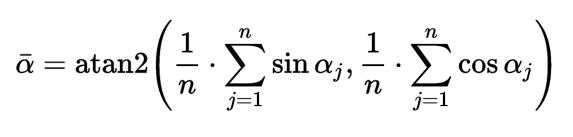 ᾱ = atan2(1/n · ∑_{j=1}^{n} sin α_j, 1/n · ∑_{j=1}^{n} cos α_j)